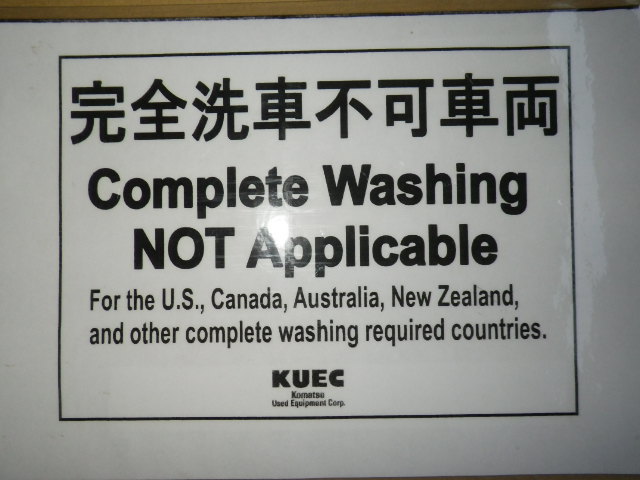 完全洗車不可車両
Complete Washing
NOT Applicable
For the U.S., Canada, Australia, New Zealand,
and other complete washing required countries.
KUEC
Komatsu
Used Equipment Corp.